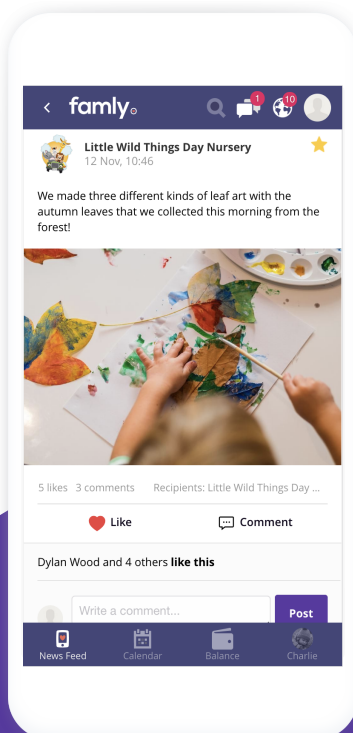 famly
1
10
Little Wild Things Day Nursery
12 Nov, 10:46
We made three different kinds of leaf art with the
autumn leaves that we collected this morning from the
forest!
5 likes 3 comments Recipients: Little Wild Things Day ...
Like
Comment
Dylan Wood and 4 others like this
Write a comment...
Post
News Feed
Calendar
Balance
Charlie